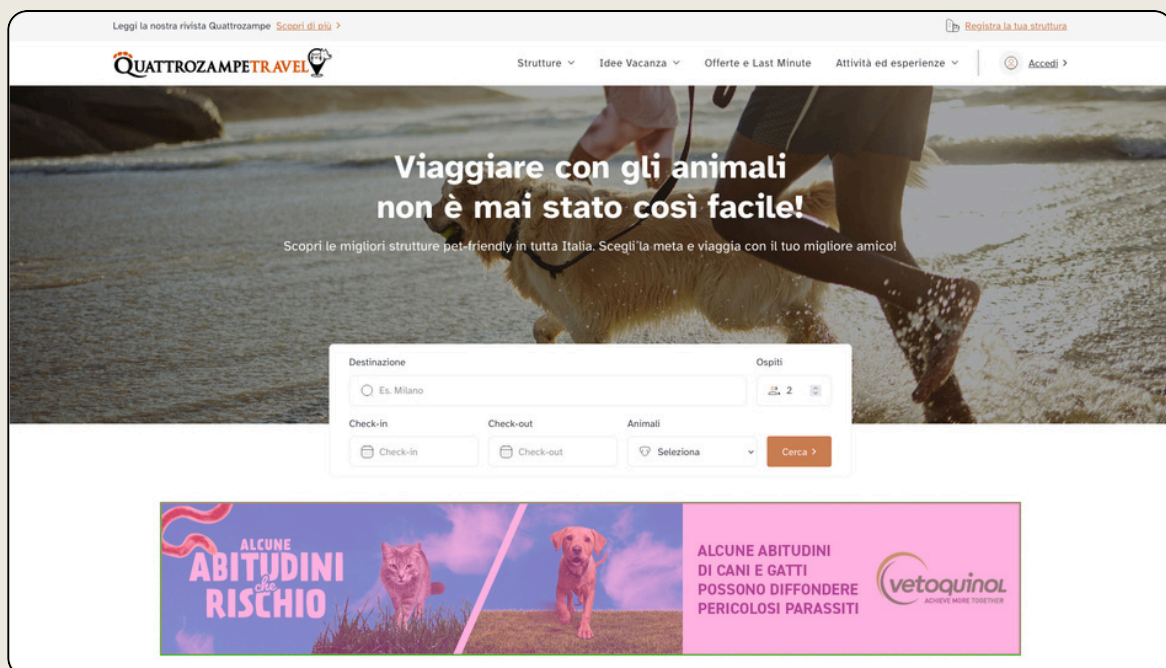 Leggi la nostra rivista Quattrozampe Scopri di più >
Registra la tua struttura
QUATTROZAMPETRAVEL
Strutture
Idee Vacanza
Offerte e Last Minute
Attività ed esperienze
Accedi >
Viaggiare con gli animali
non è mai stato così facile!
Scopri le migliori strutture pet-friendly in tutta Italia. Scegli la meta e viaggia con il tuo migliore amico!
Destinazione
Ospiti
Es. Milano
2
Check-in
Check-out
Animali
Check-in
Check-out
Seleziona
Cerca >
ALCUNE
ABITUDINI
che
RISCHIO
ALCUNE ABITUDINI
DI CANI E GATTI
POSSONO DIFFONDERE
PERICOLOSI PARASSITI
vetoquinol
ACHIEVE MORE TOGETHER